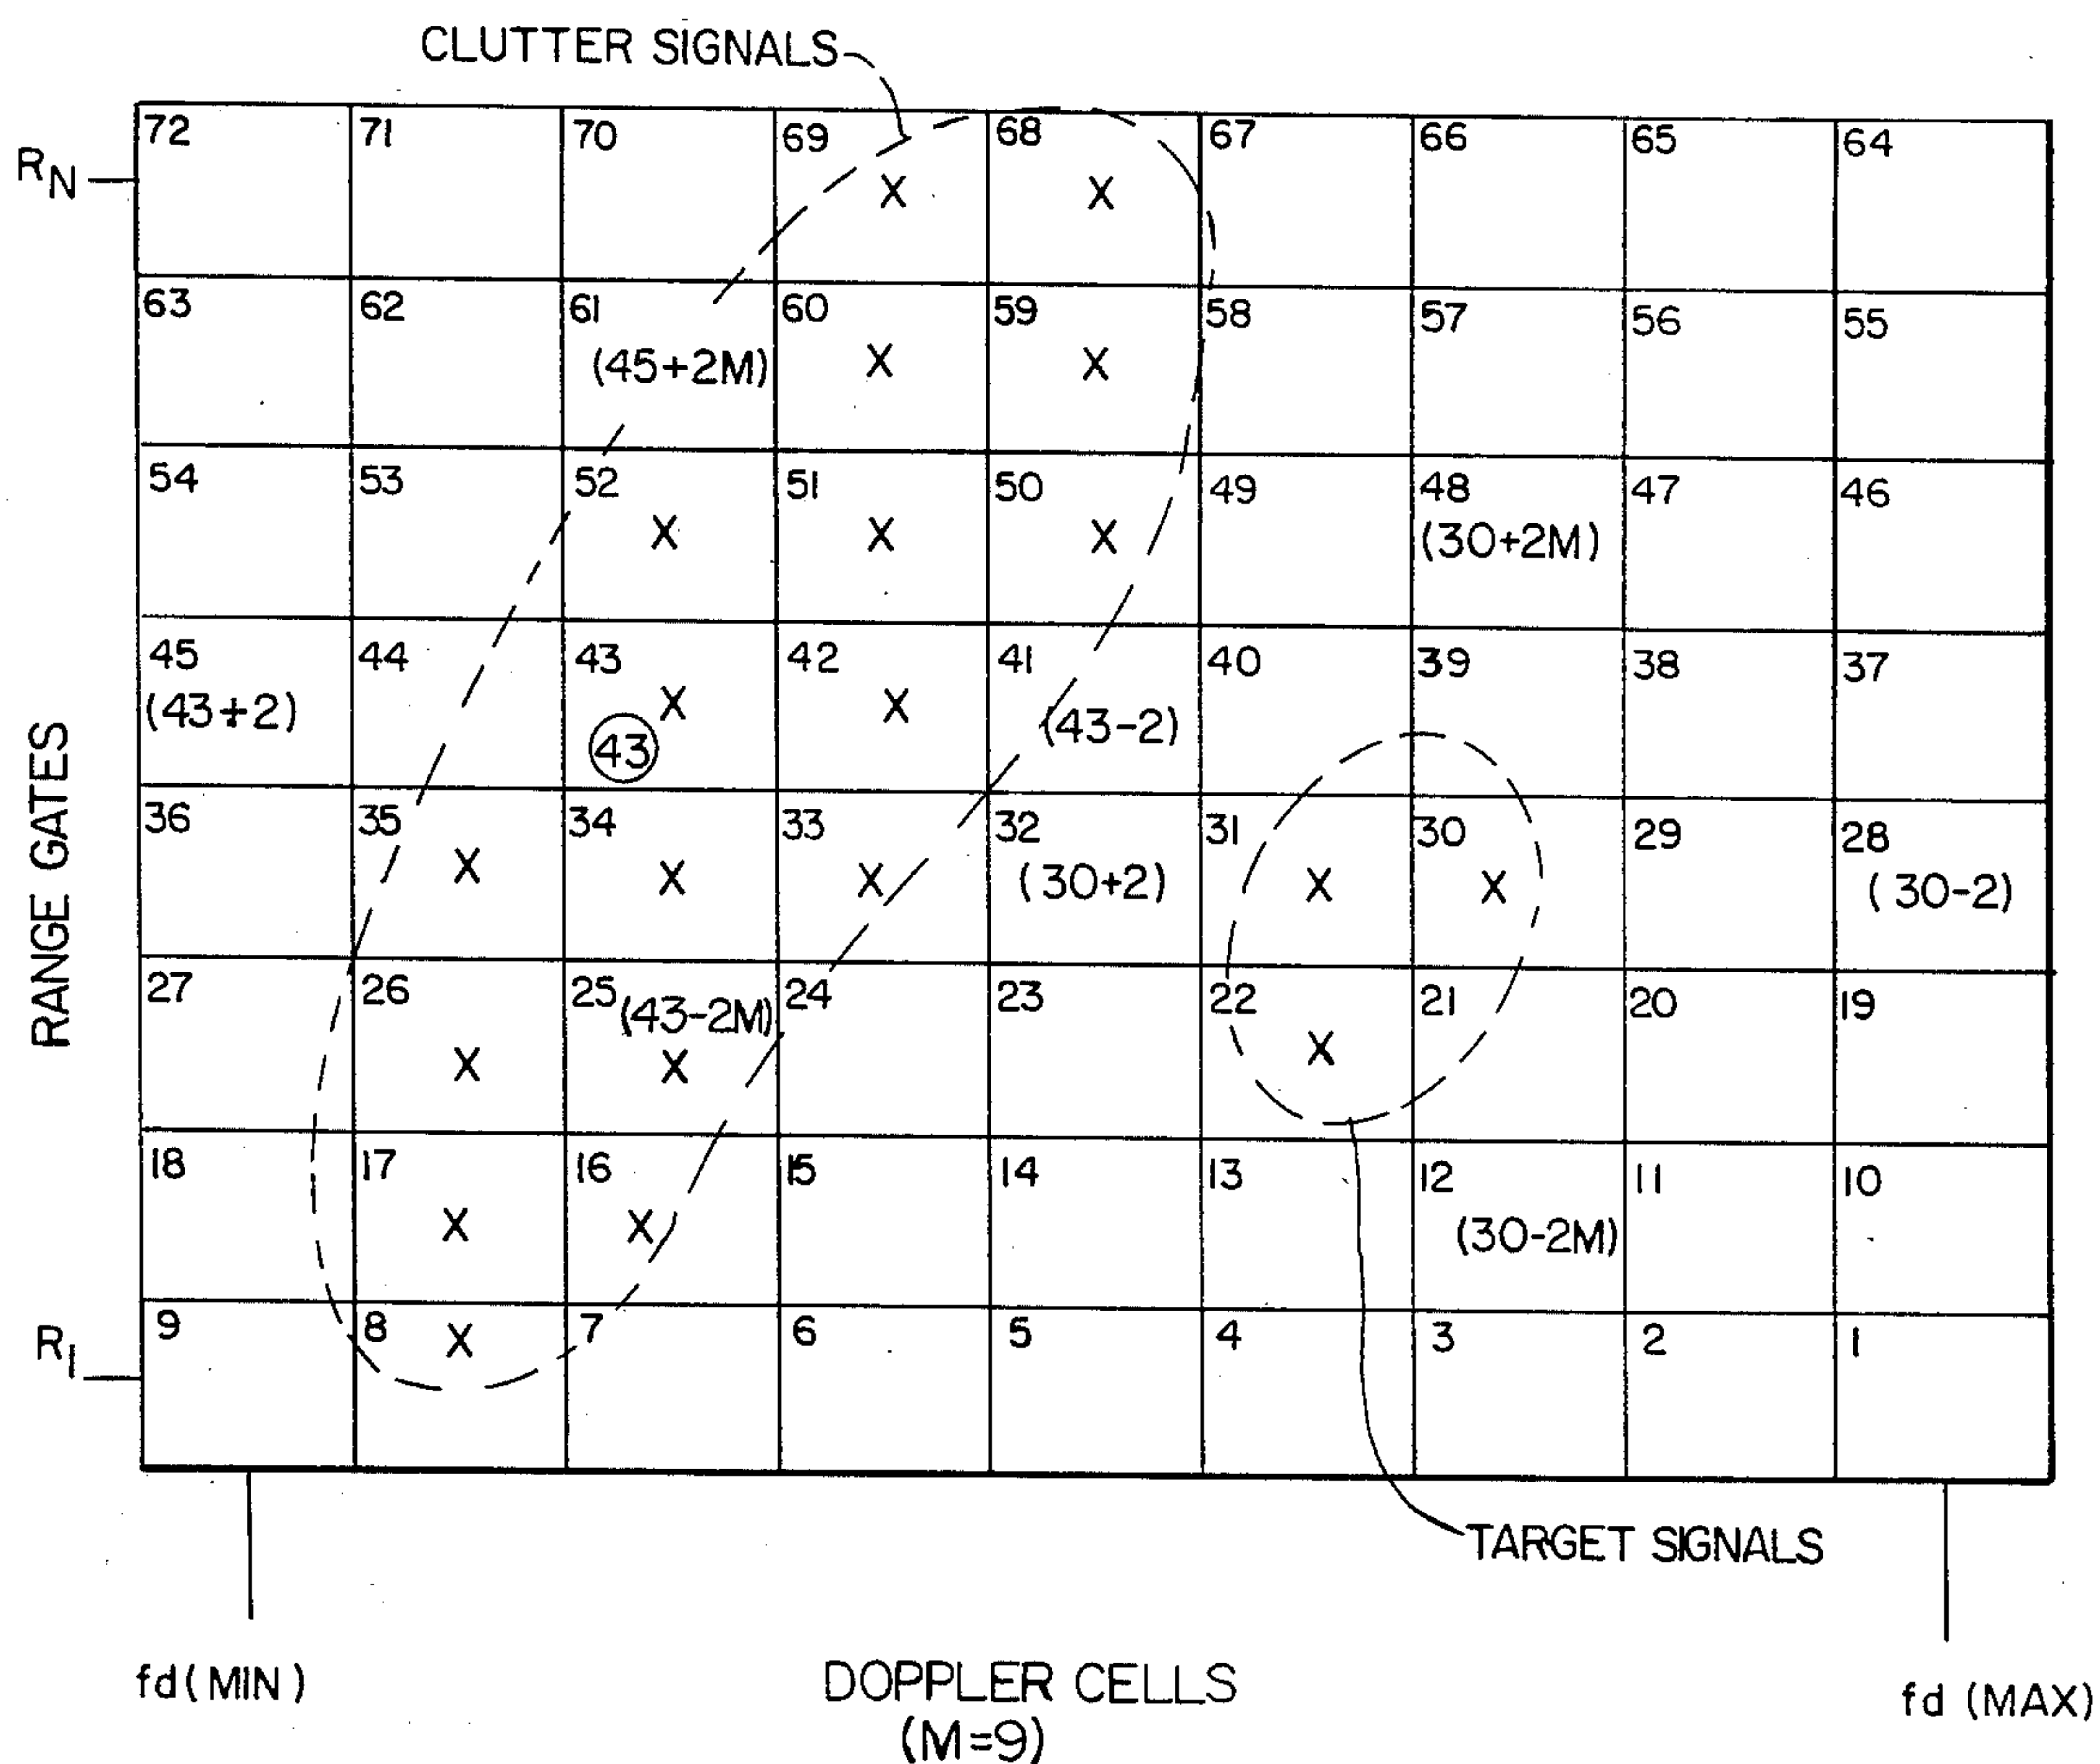 CLUTTER SIGNALS
72 71 70 69 68 67 66 65 64
R_N
X X
63 62 61 60 59 58 57 56 55
(45+2M) X X
54 53 52 51 50 49 48 47 46
X X X (30+2M)
45 44 43 42 41 40 39 38 37
(43+2) X X (43-2)
43
36 35 34 33 32 31 30 29 28
X X X (30+2) X X (30-2)
27 26 25 (43-2M) 24 23 22 21 20 19
X X X
18 17 16 15 14 13 12 11 10
X X (30-2M)
9 8 7 6 5 4 3 2 1
R_1
X
RANGE GATES
TARGET SIGNALS
fd(MIN)
DOPPLER CELLS
(M=9)
fd (MAX)